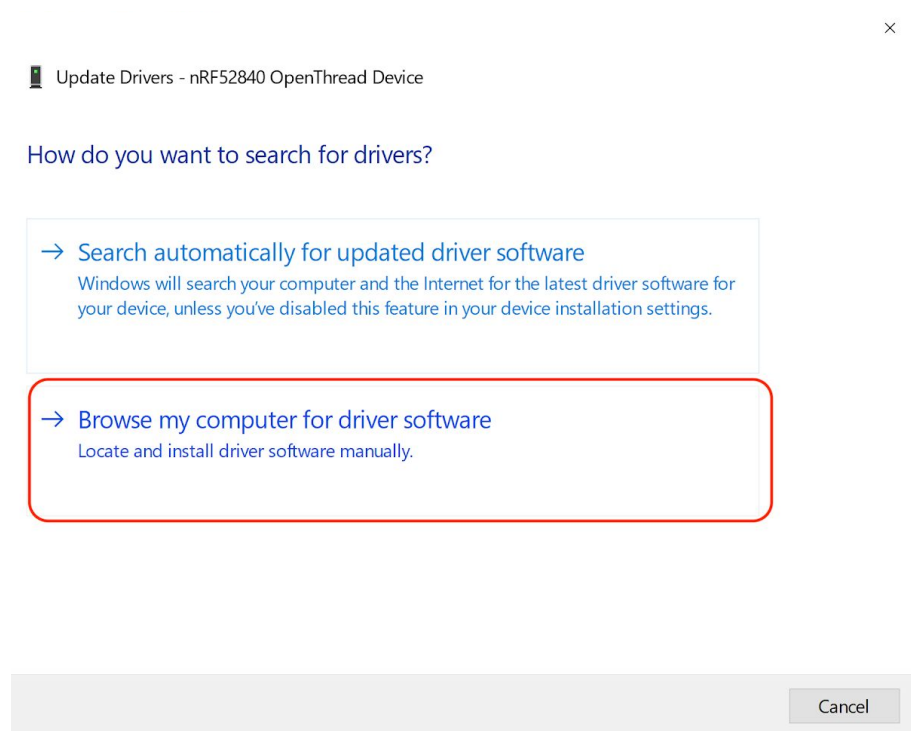 Update Drivers - nRF52840 OpenThread Device
How do you want to search for drivers?
Search automatically for updated driver software
Windows will search your computer and the Internet for the latest driver software for
your device, unless you've disabled this feature in your device installation settings.
Browse my computer for driver software
Locate and install driver software manually.
Cancel